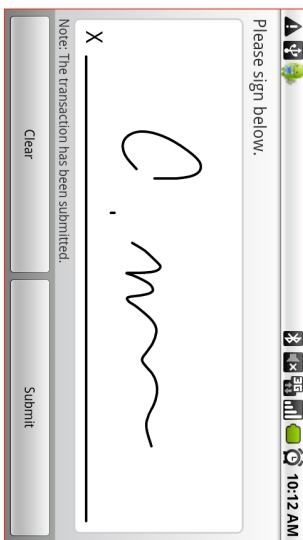 10:12 AM
Please sign below.
X
Note: The transaction has been submitted.
Clear
Submit